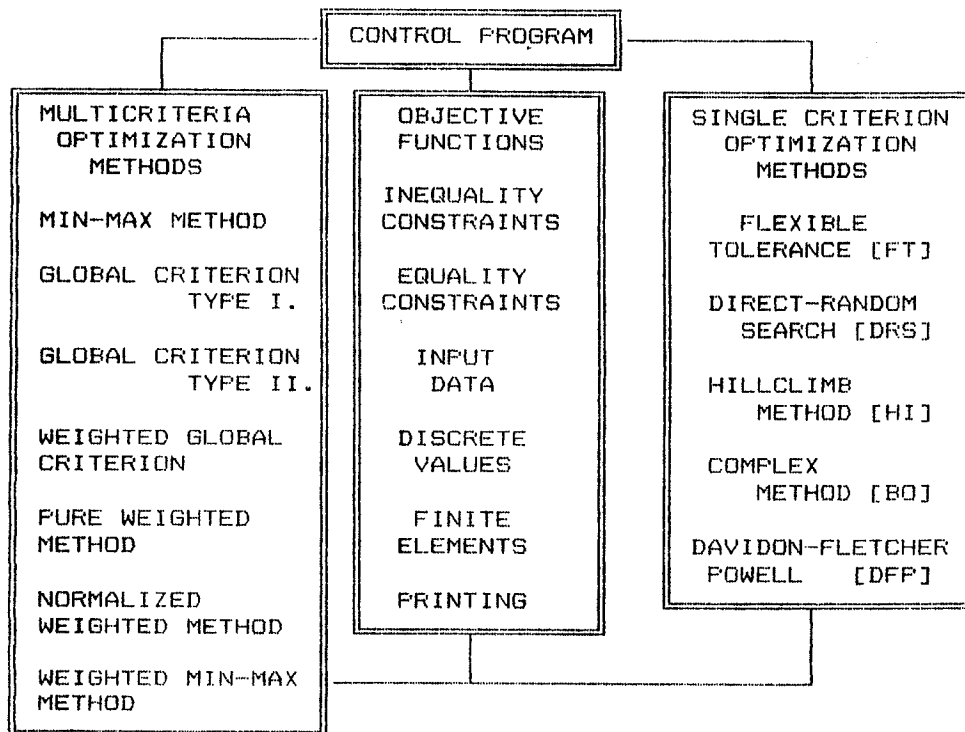 CONTROL PROGRAM
MULTICRITERIA
OPTIMIZATION
METHODS
MIN-MAX METHOD
GLOBAL CRITERION
TYPE I.
GLOBAL CRITERION
TYPE II.
WEIGHTED GLOBAL
CRITERION
PURE WEIGHTED
METHOD
NORMALIZED
WEIGHTED METHOD
WEIGHTED MIN-MAX
METHOD
OBJECTIVE
FUNCTIONS
INEQUALITY
CONSTRAINTS
EQUALITY
CONSTRAINTS
INPUT
DATA
DISCRETE
VALUES
FINITE
ELEMENTS
PRINTING
SINGLE CRITERION
OPTIMIZATION
METHODS
FLEXIBLE
TOLERANCE [FT]
DIRECT-RANDOM
SEARCH [DRS]
HILLCLIMB
METHOD [HI]
COMPLEX
METHOD [BO]
DAVIDON-FLETCHER
POWELL [DFP]